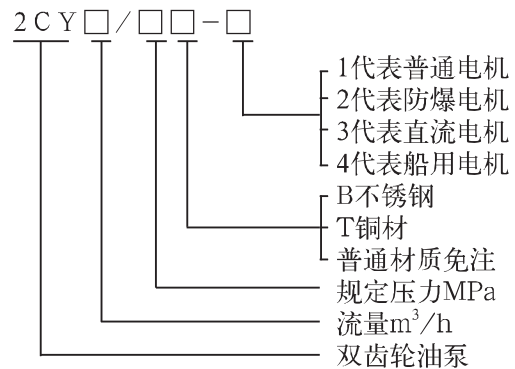 2CY□/□□-□
1代表普通电机
2代表防爆电机
3代表直流电机
4代表船用电机
B不锈钢
T铜材
普通材质免注
规定压力MPa
流量m³/h
双齿轮油泵